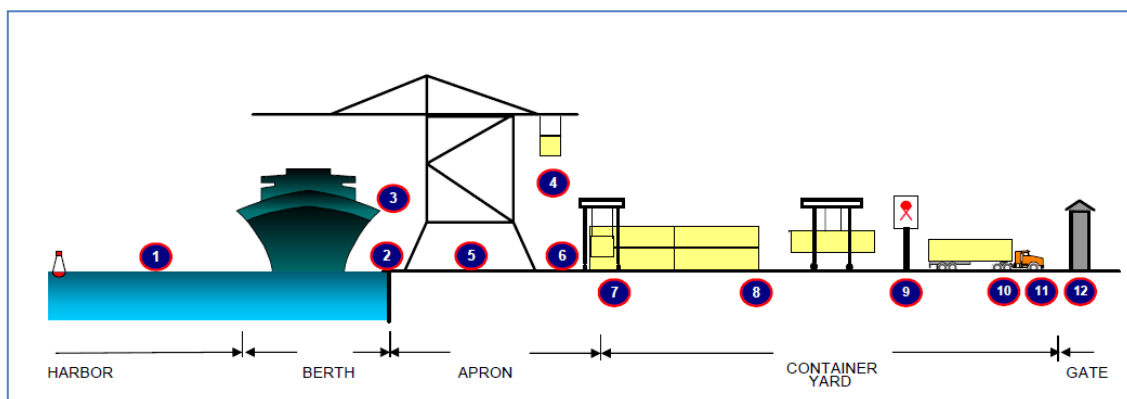 4
3
1
2
5
6
7
8
9
10
11
12
HARBOR
BERTH
APRON
CONTAINER
YARD
GATE